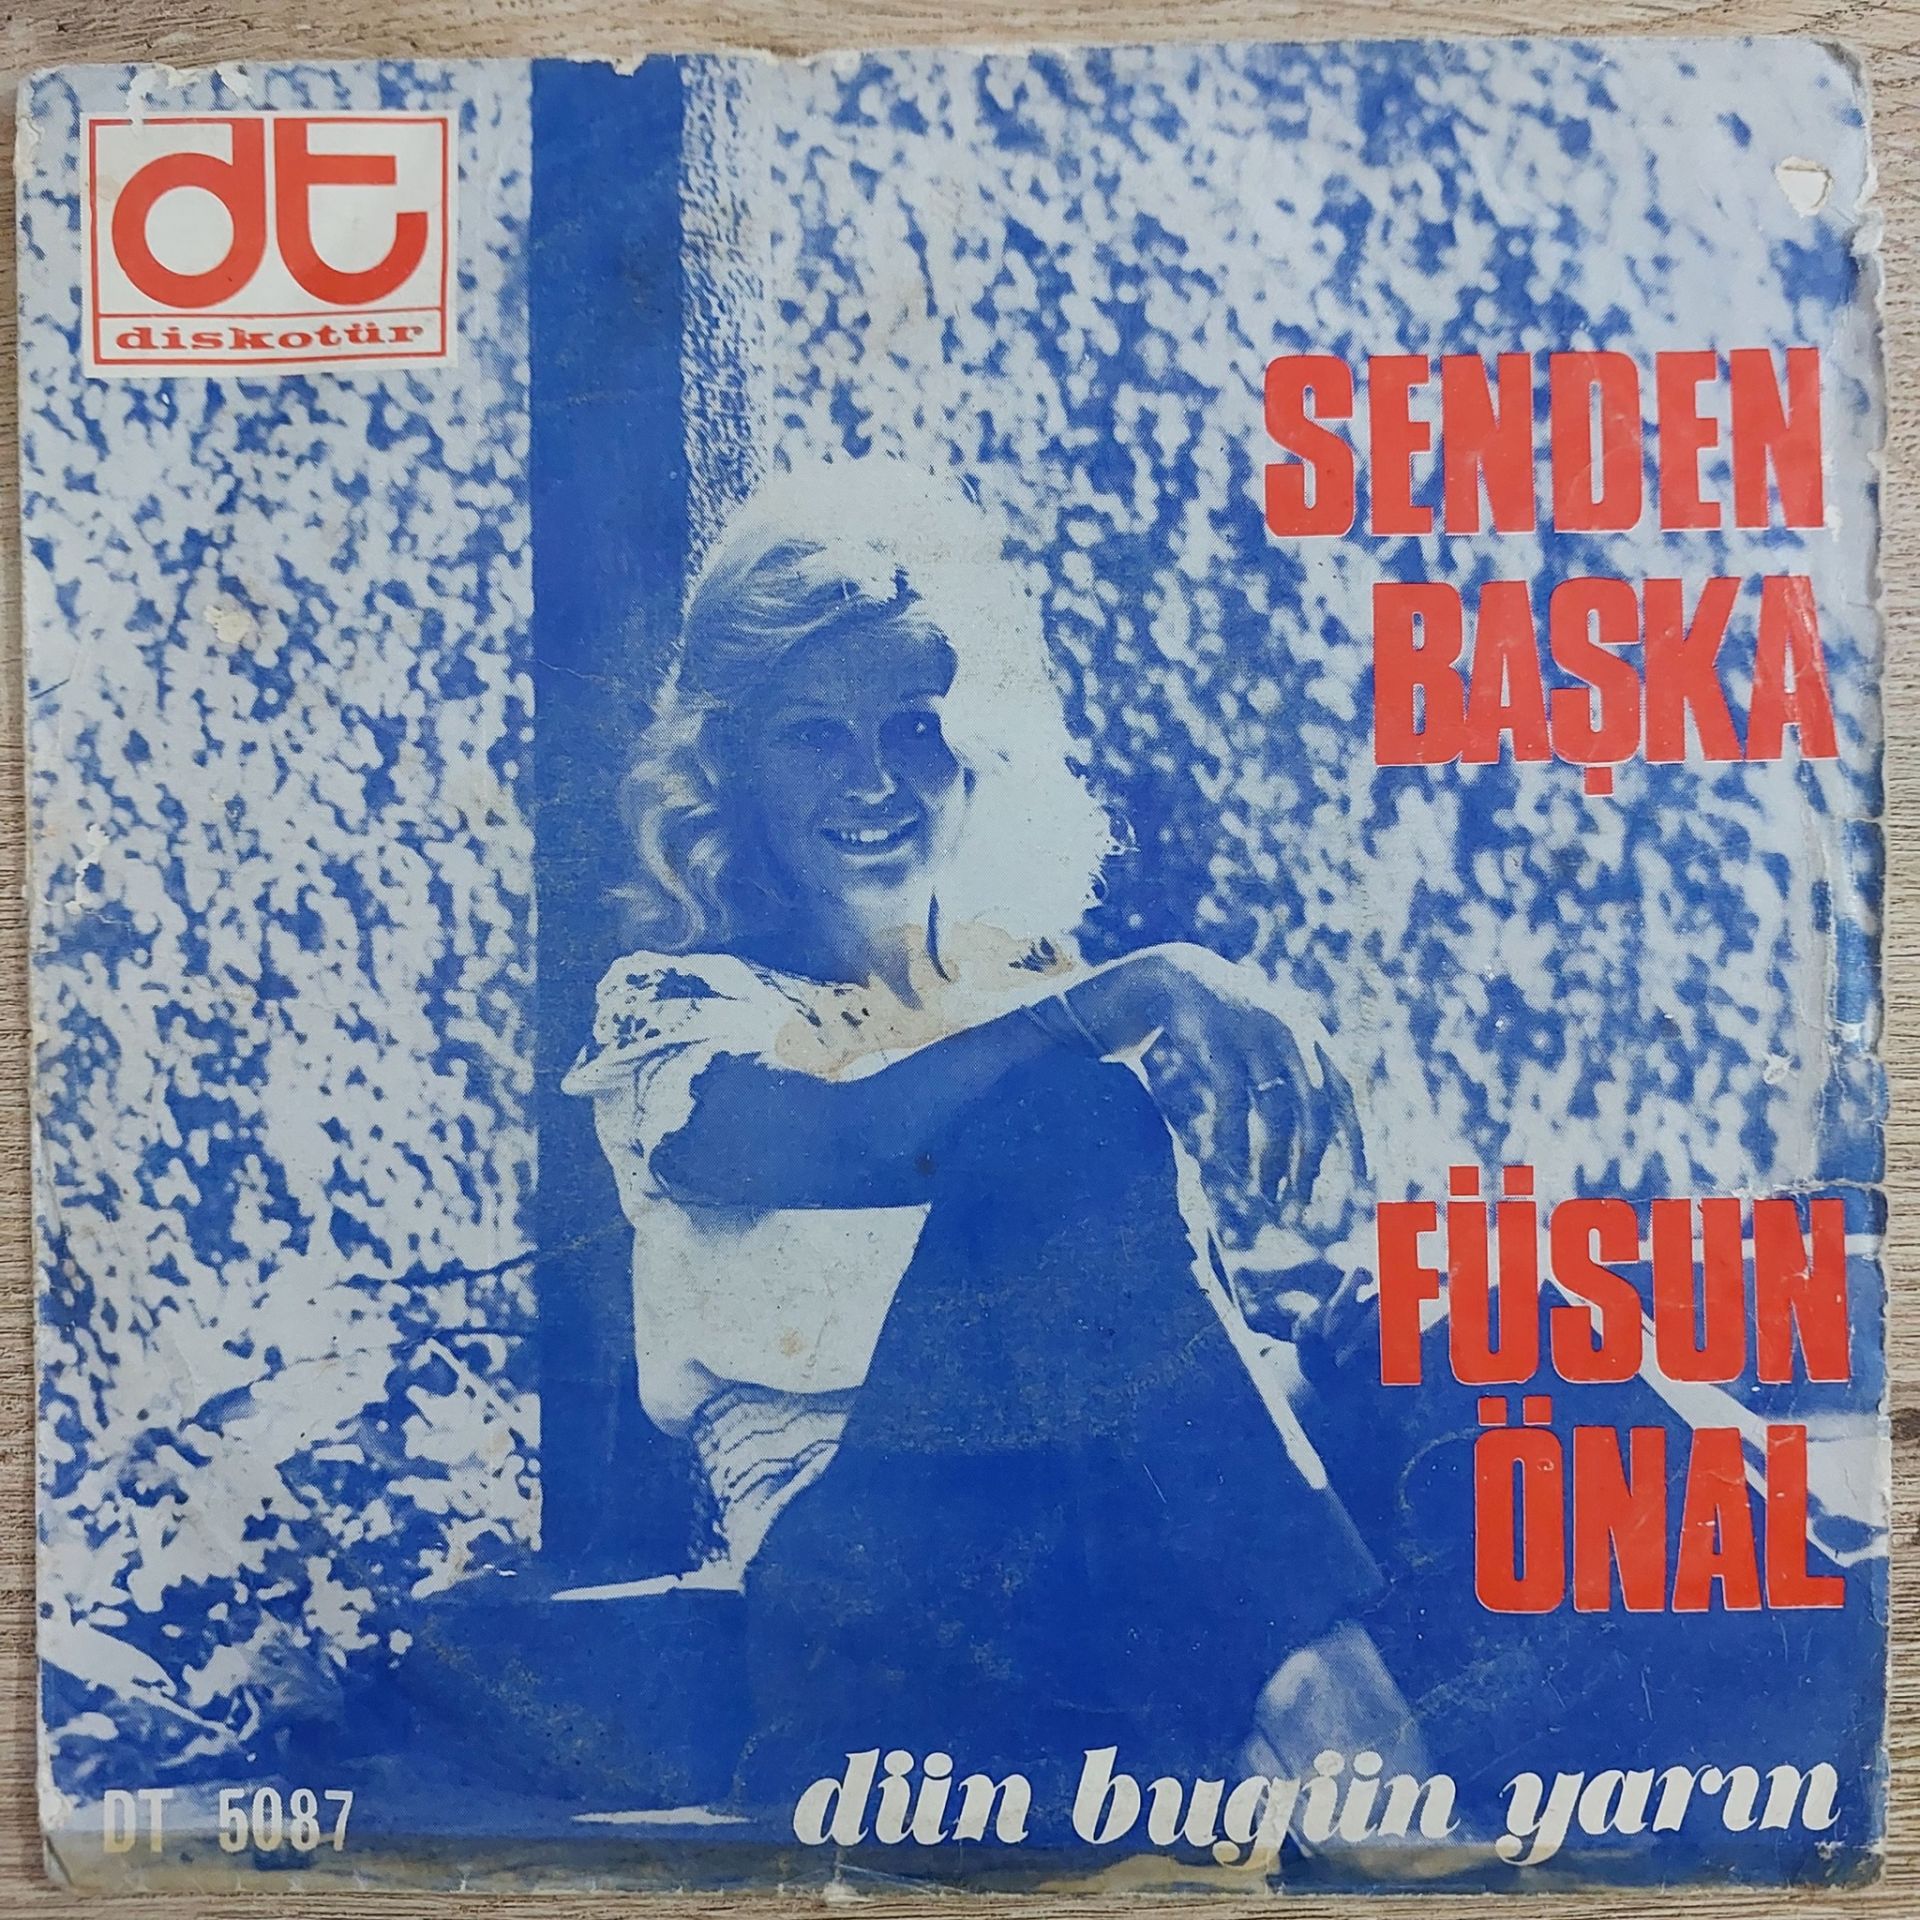 dt
diskotür
SENDEN
BAŞKA
FÜSUN
ÖNAL
dün bugün yarın
DT 5087